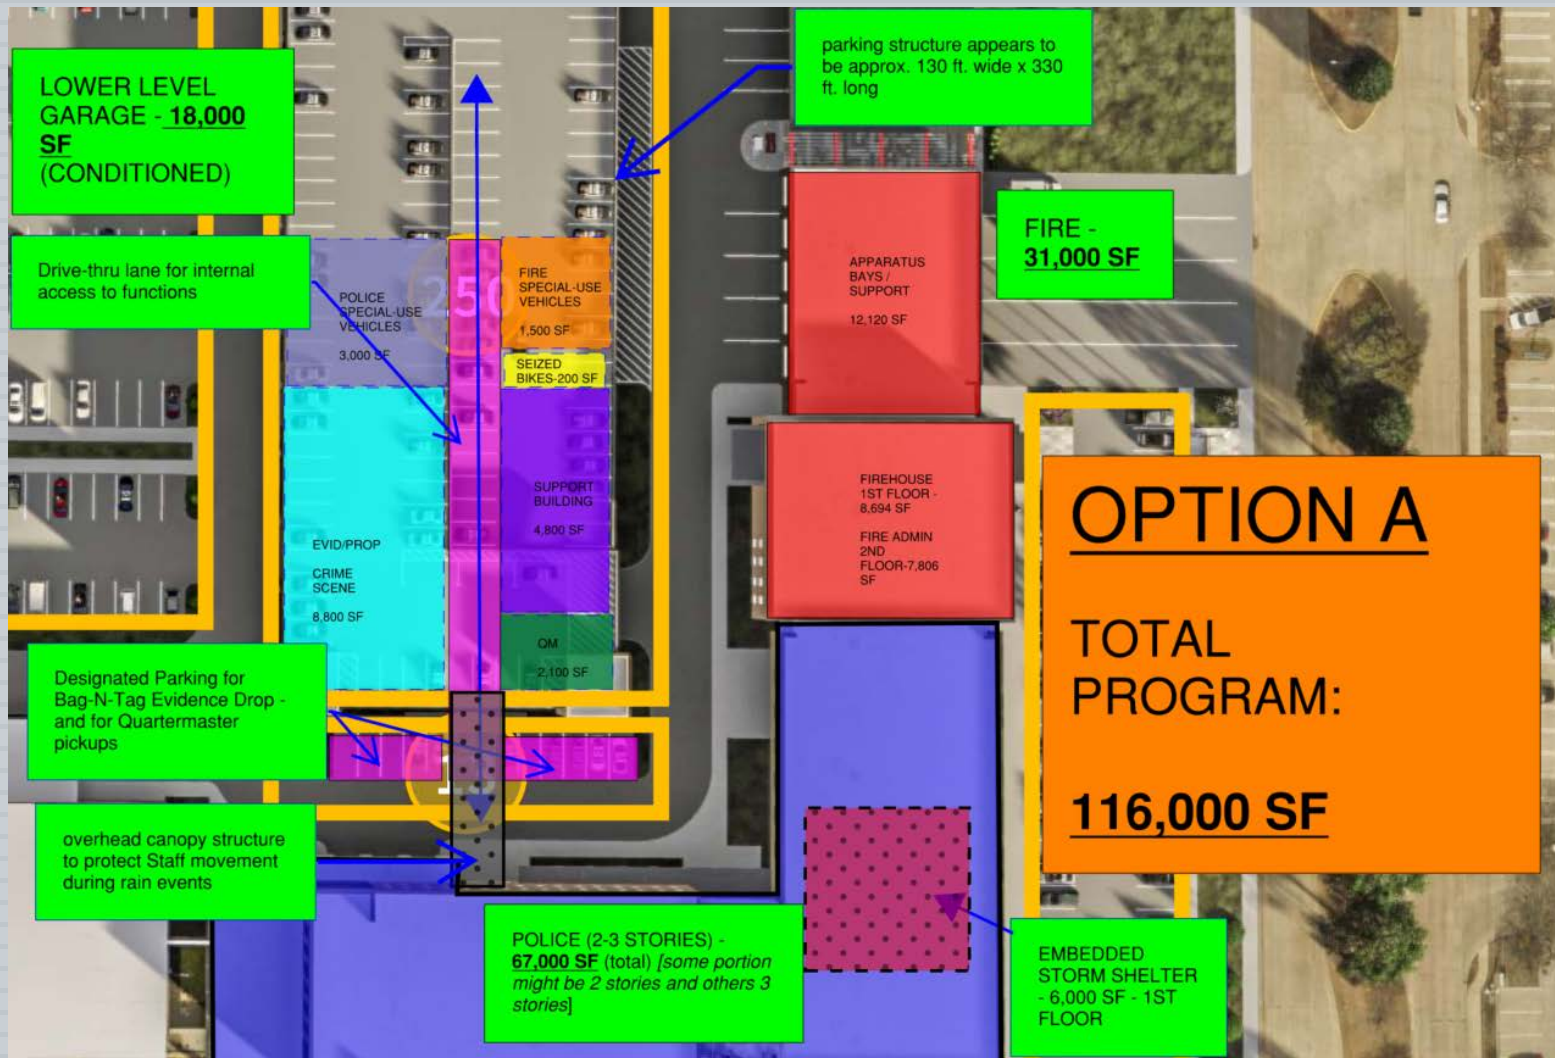 LOWER LEVEL
GARAGE - 18,000
SF
(CONDITIONED)
parking structure appears to
be approx. 130 ft. wide x 330
ft. long
Drive-thru lane for internal
access to functions
FIRE -
31,000 SF
250
POLICE
SPECIAL-USE
VEHICLES
3,000 SF
FIRE
SPECIAL-USE
VEHICLES
1,500 SF
SEIZED
BIKES-200 SF
APPARATUS
BAYS /
SUPPORT
12,120 SF
SUPPORT
BUILDING
4,800 SF
FIREHOUSE
1ST FLOOR -
8,694 SF
FIRE ADMIN
2ND
FLOOR-7,806
SF
EVID/PROP
CRIME
SCENE
8,800 SF
QM
2,100 SF
OPTION A
TOTAL
PROGRAM:
116,000 SF
Designated Parking for
Bag-N-Tag Evidence Drop -
and for Quartermaster
pickups
overhead canopy structure
to protect Staff movement
during rain events
POLICE (2-3 STORIES) -
67,000 SF (total) [some portion
might be 2 stories and others 3
stories]
EMBEDDED
STORM SHELTER
- 6,000 SF - 1ST
FLOOR